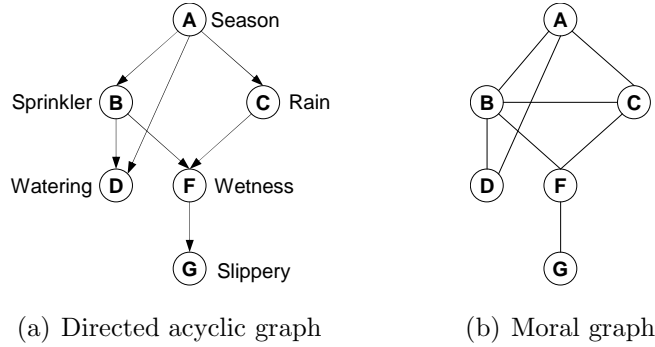 A Season
Sprinkler B C Rain
Watering D F Wetness
G Slippery
(a) Directed acyclic graph
A
B C
D F
G
(b) Moral graph